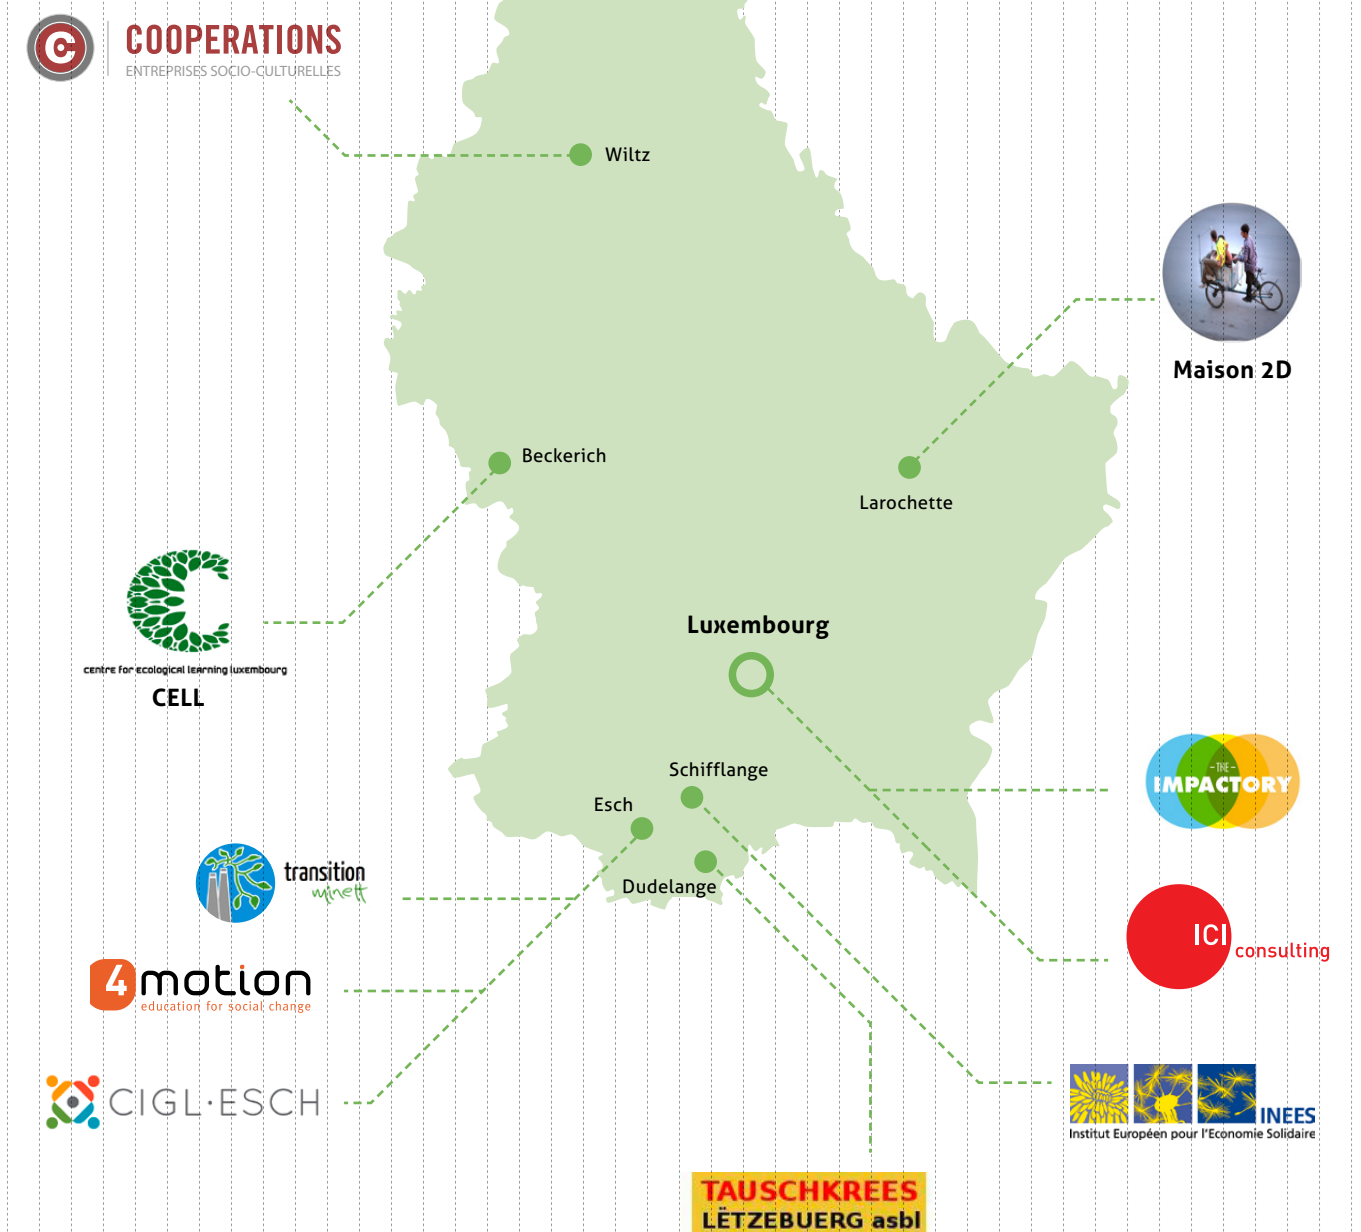 COOPERATIONS
ENTREPRISES SOCIO-CULTURELLES
Wiltz
Maison 2D
Beckerich
Larochette
centre for ecological learning luxembourg
CELL
Luxembourg
- THE -
IMPACTORY
Schifflange
Esch
Dudelange
transition
minett
ICI
consulting
4motion
education for social change
CIGL·ESCH
INEES
Institut Européen pour l'Economie Solidaire
TAUSCHKREES
LËTZEBUERG asbl